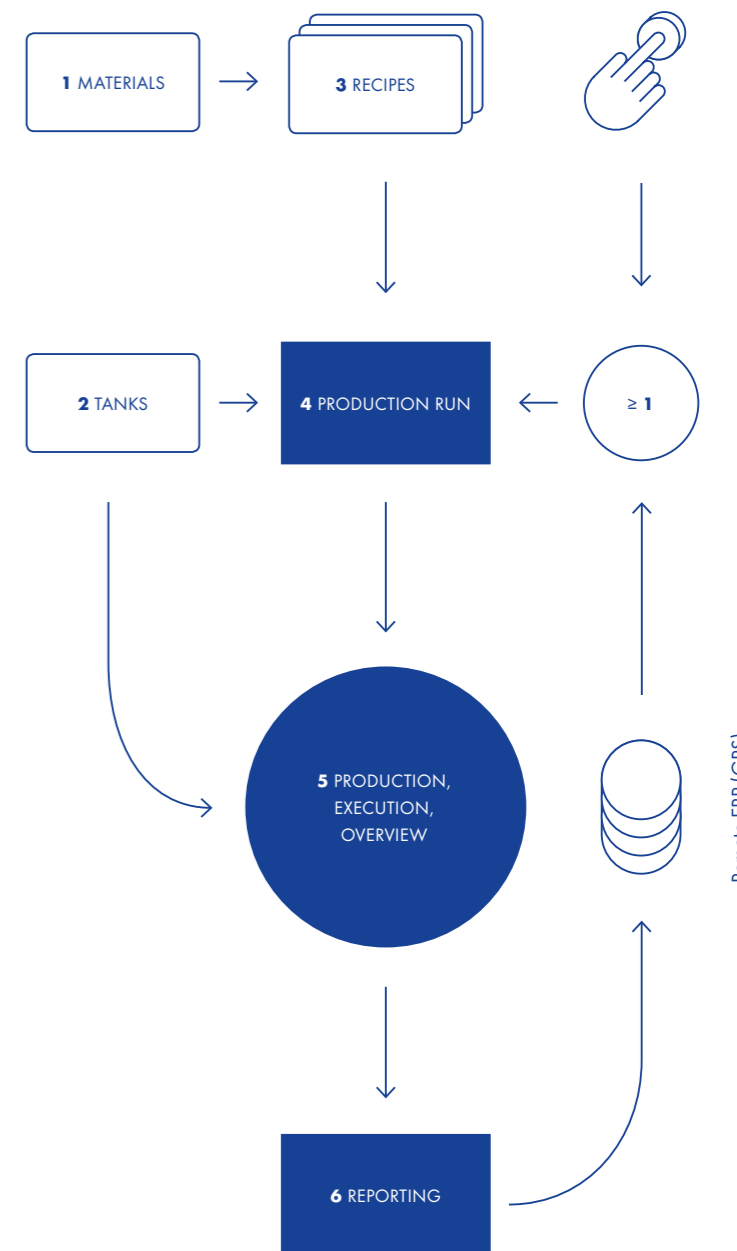 1 MATERIALS
3 RECIPES
2 TANKS
4 PRODUCTION RUN
≥ 1
5 PRODUCTION,
EXECUTION,
OVERVIEW
6 REPORTING